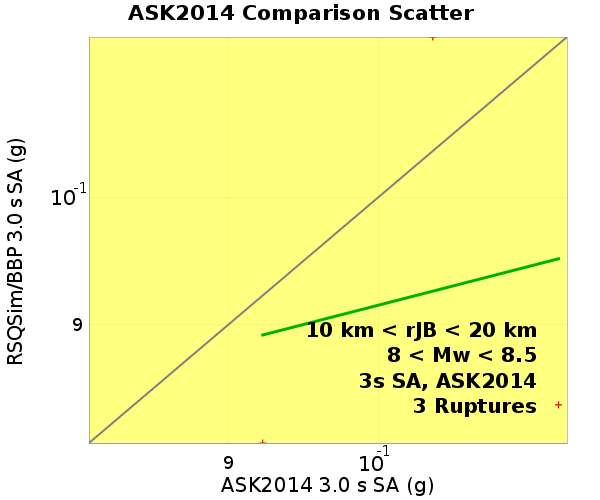 ASK2014 Comparison Scatter
RSQSim/BBP 3.0 s SA (g)
10-1
9
10 km < rJB < 20 km
8 < Mw < 8.5
3s SA, ASK2014
3 Ruptures
9
10-1
ASK2014 3.0 s SA (g)